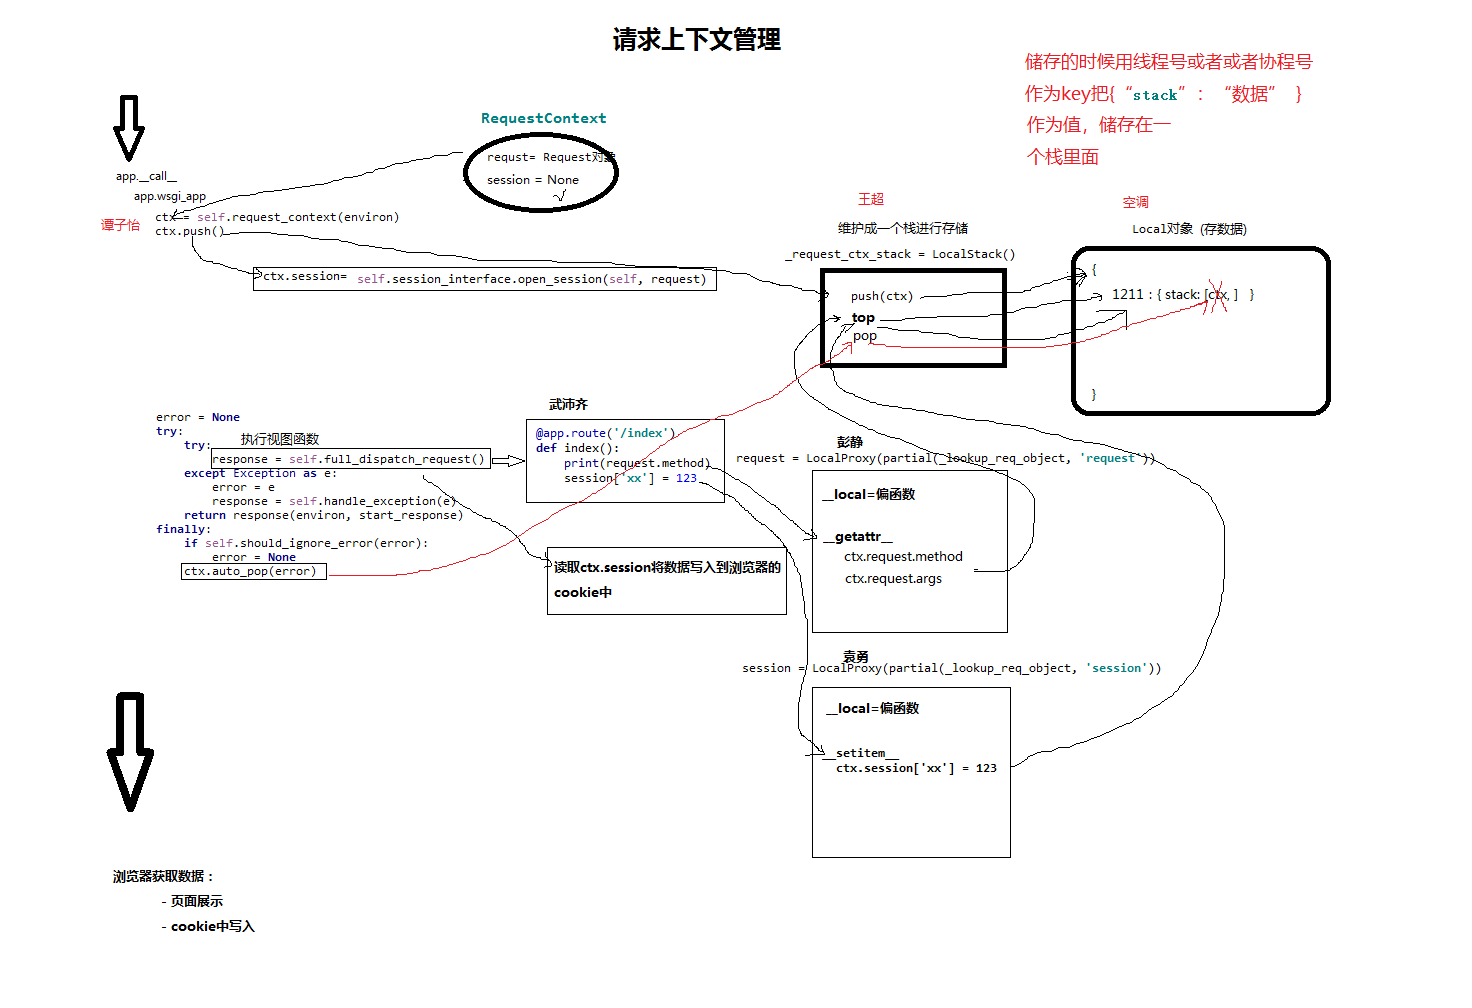 请求上下文管理
储存的时候用线程号或者或者协程号
作为key把{“stack”：“数据” }
作为值，储存在一
个栈里面
RequestContext
requst= Request对象
session = None
app.__call__
app.wsgi_app
谭子怡
ctx = self.request_context(environ)
ctx.push()
ctx.session= self.session_interface.open_session(self, request)
王超
维护成一个栈进行存储
_request_ctx_stack = LocalStack()
push(ctx)
top
pop
空调
Local对象（存数据)
{
1211 : { stack: [ctx, ] }
}
error = None
try:
执行视图函数
try:
response = self.full_dispatch_request()
except Exception as e:
error = e
response = self.handle_exception(e)
return response(environ, start_response)
finally:
if self.should_ignore_error(error):
error = None
ctx.auto_pop(error)
武沛齐
@app.route('/index')
def index():
print(request.method)
session['xx'] = 123
读取ctx.session将数据写入到浏览器的
cookie中
彭静
request = LocalProxy(partial(_lookup_req_object, 'request'))
__local=偏函数
__getattr__
ctx.request.method
ctx.request.args
袁勇
session = LocalProxy(partial(_lookup_req_object, 'session'))
__local=偏函数
__setitem__
ctx.session['xx'] = 123
浏览器获取数据：
- 页面展示
- cookie中写入